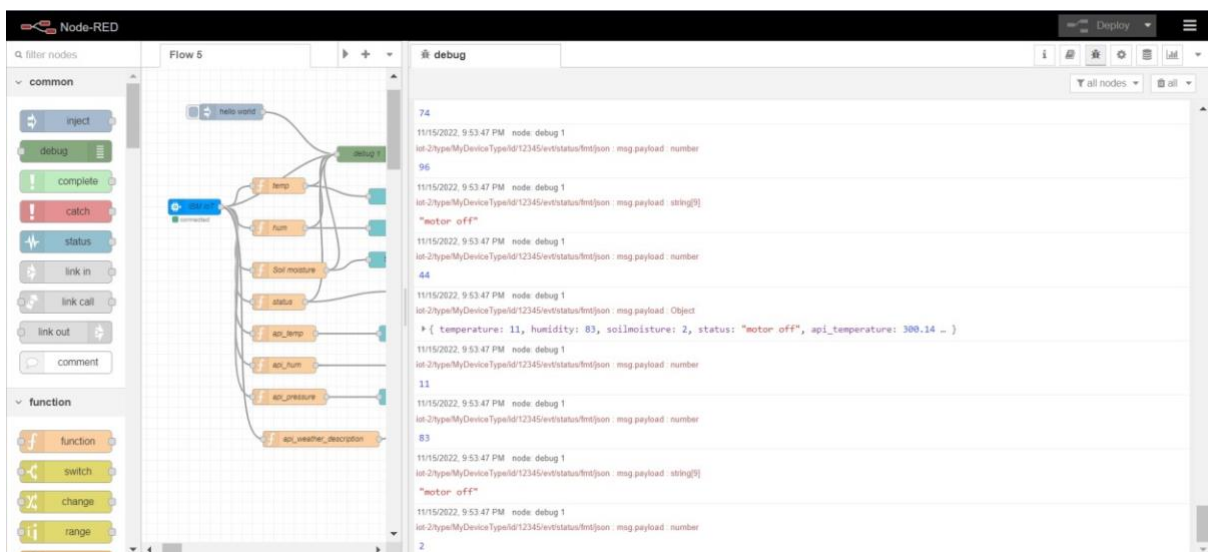 Node-RED
Deploy
filter nodes
Flow 5
debug
i
all nodes
all
common
inject
debug
complete
catch
status
link in
link call
link out
comment
function
function
switch
change
range
hello world
debug 1
connected
temp
hum
Soil moisture
status
api_temp
api_hum
api_pressure
api_weather_description
74
11/15/2022, 9:53:47 PM node: debug 1
iot-2/type/MyDeviceType/id/12345/evt/status/fmt/json : msg.payload : number
96
11/15/2022, 9:53:47 PM node: debug 1
iot-2/type/MyDeviceType/id/12345/evt/status/fmt/json : msg.payload : string[9]
"motor off"
11/15/2022, 9:53:47 PM node: debug 1
iot-2/type/MyDeviceType/id/12345/evt/status/fmt/json : msg.payload : number
44
11/15/2022, 9:53:47 PM node: debug 1
iot-2/type/MyDeviceType/id/12345/evt/status/fmt/json : msg.payload : Object
{ temperature: 11, humidity: 83, soilmoisture: 2, status: "motor off", api_temperature: 300.14 … }
11/15/2022, 9:53:47 PM node: debug 1
iot-2/type/MyDeviceType/id/12345/evt/status/fmt/json : msg.payload : number
11
11/15/2022, 9:53:47 PM node: debug 1
iot-2/type/MyDeviceType/id/12345/evt/status/fmt/json : msg.payload : number
83
11/15/2022, 9:53:47 PM node: debug 1
iot-2/type/MyDeviceType/id/12345/evt/status/fmt/json : msg.payload : string[9]
"motor off"
11/15/2022, 9:53:47 PM node: debug 1
iot-2/type/MyDeviceType/id/12345/evt/status/fmt/json : msg.payload : number
2